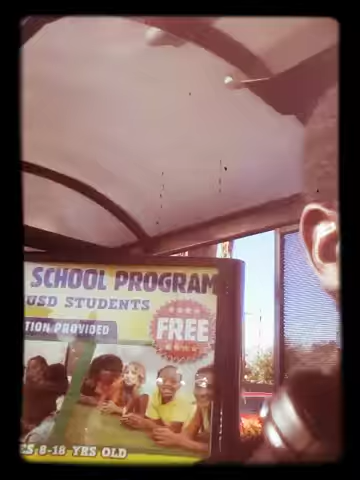 SCHOOL PROGRAM
USD STUDENTS
TION PROVIDED
FREE
ES 8-18 YRS OLD